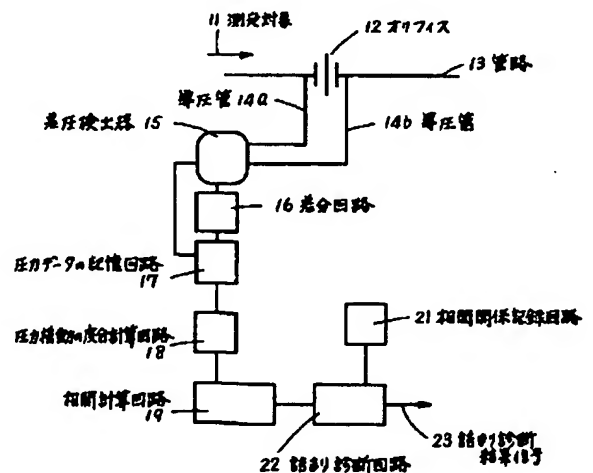 11 測定対象
12 オリフィス
13 管路
導圧管 14a
14b 導圧管
差圧検出器 15
16 差分回路
圧力データの記憶回路
17
圧力揺動の度分計算回路
18
21 相関関係記録回路
相関計算回路
19
22 詰り診断回路
23 詰り診断
結果信号